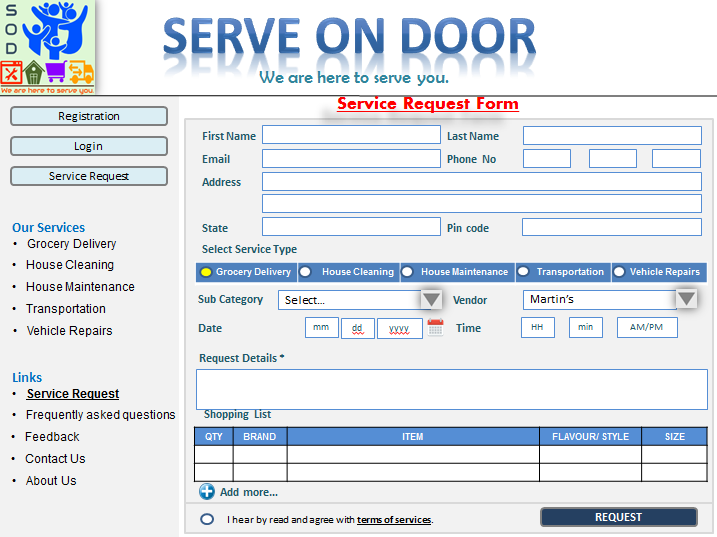 S
O
D
We are here to serve you.
SERVE ON DOOR
We are here to serve you.
Registration
Login
Service Request
Our Services
• Grocery Delivery
• House Cleaning
• House Maintenance
• Transportation
• Vehicle Repairs
Links
• Service Request
• Frequently asked questions
• Feedback
• Contact Us
• About Us
Service Request Form
First Name Last Name
Email Phone No
Address
State Pin code
Select Service Type
Grocery Delivery House Cleaning House Maintenance Transportation Vehicle Repairs
Sub Category Select... Vendor Martin's
Date mm dd yyyy Time HH min AM/PM
Request Details *
Shopping List
QTY BRAND ITEM FLAVOUR/ STYLE SIZE
Add more...
I hear by read and agree with terms of services.
REQUEST